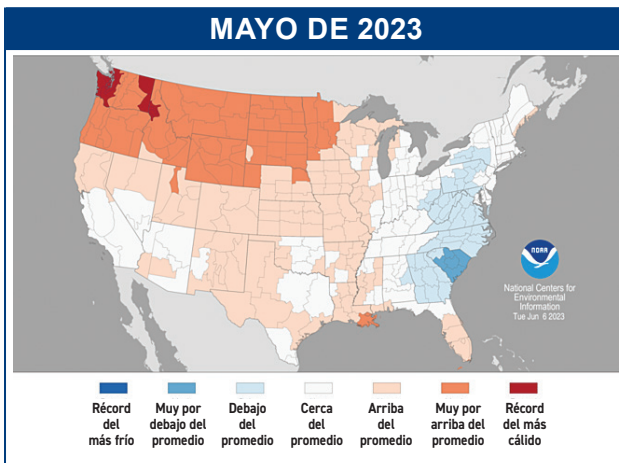 MAYO DE 2023
NOAA
National Centers for
Environmental
Information
Tue Jun 6 2023
Récord
del
más frío
Muy por
debajo del
promedio
Debajo
del
promedio
Cerca
del
promedio
Arriba
del
promedio
Muy por
arriba del
promedio
Récord
del más
cálido